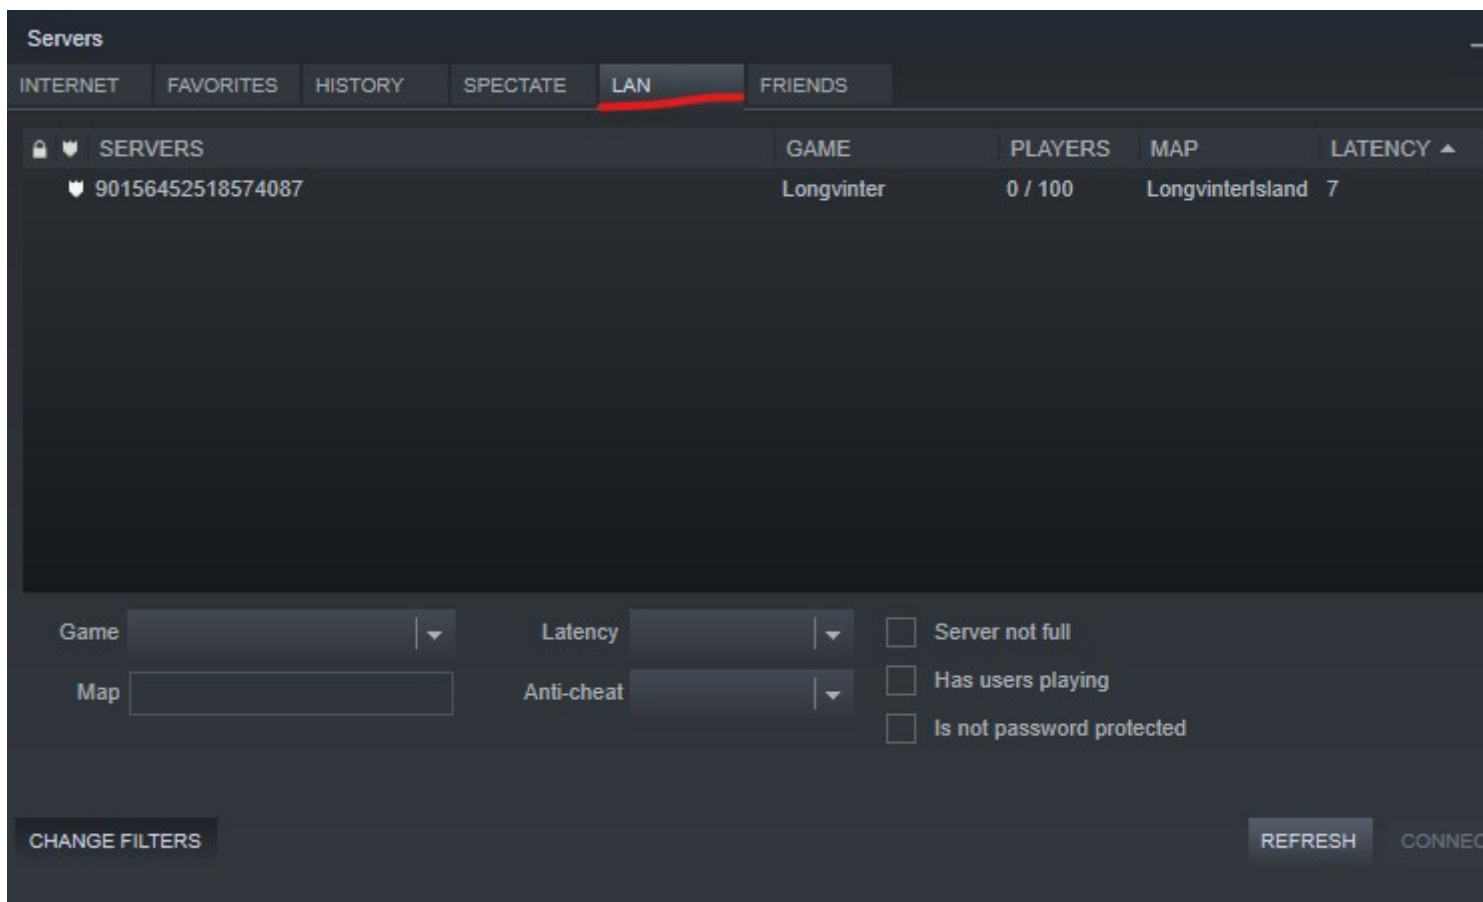 Servers
INTERNET FAVORITES HISTORY SPECTATE LAN FRIENDS
SERVERS GAME PLAYERS MAP LATENCY
90156452518574087 Longvinter 0 / 100 LongvinterIsland 7
Game Latency Server not full
Map Anti-cheat Has users playing
Is not password protected
CHANGE FILTERS REFRESH CONNEC